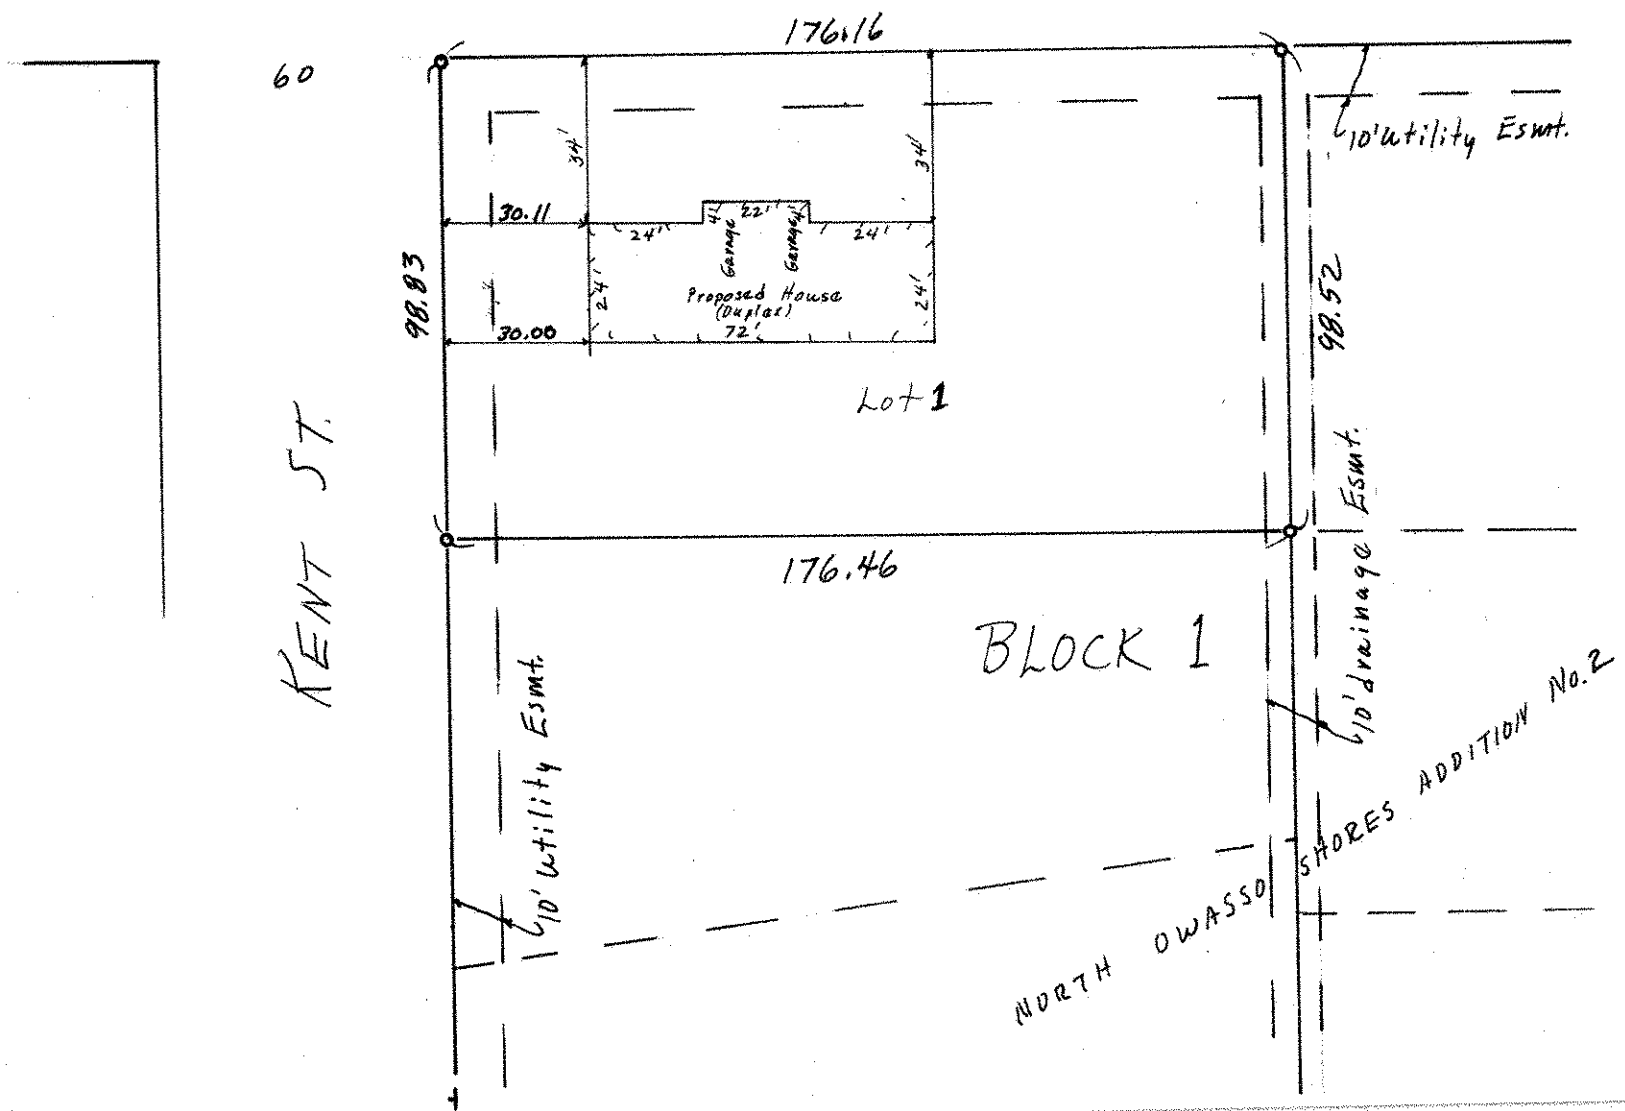 176.16
60
10' utility Esmt.
34'
34'
30.11
4'
22'
4'
24'
24'
Garage
Garage
98.83
24'
Proposed House
(Duplex)
24'
98.52
30.00
72'
Lot 1
KENT ST.
176.46
BLOCK 1
10' drainage Esmt.
10' utility Esmt.
NORTH OWASSO SHORES ADDITION No. 2